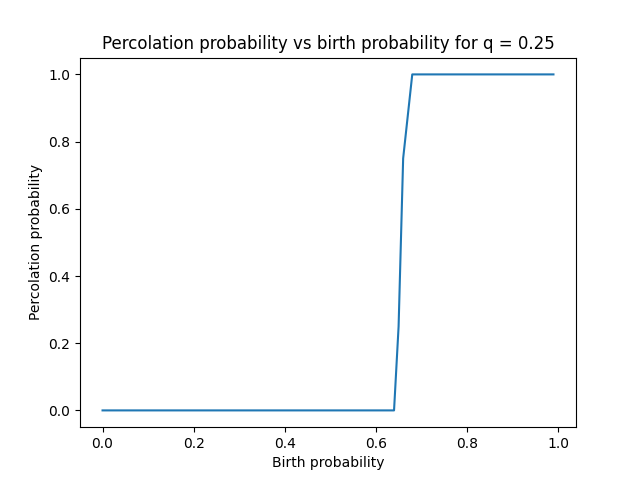 Percolation probability vs birth probability for q = 0.25
1.0
0.8
0.6
0.4
0.2
0.0
Percolation probability
0.0 0.2 0.4 0.6 0.8 1.0
Birth probability